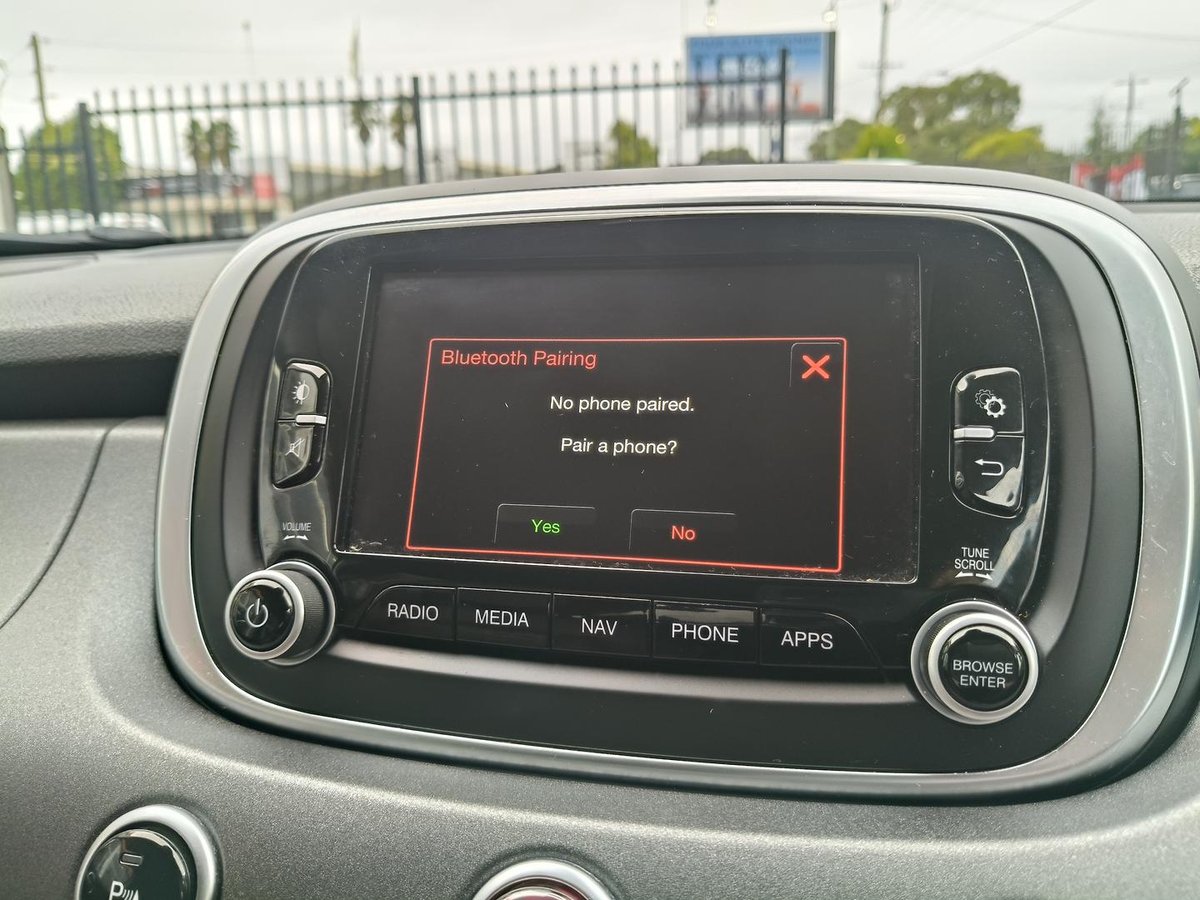 Bluetooth Pairing
No phone paired.
Pair a phone?
Yes
No
VOLUME
TUNE
SCROLL
RADIO
MEDIA
NAV
PHONE
APPS
BROWSE
ENTER
P